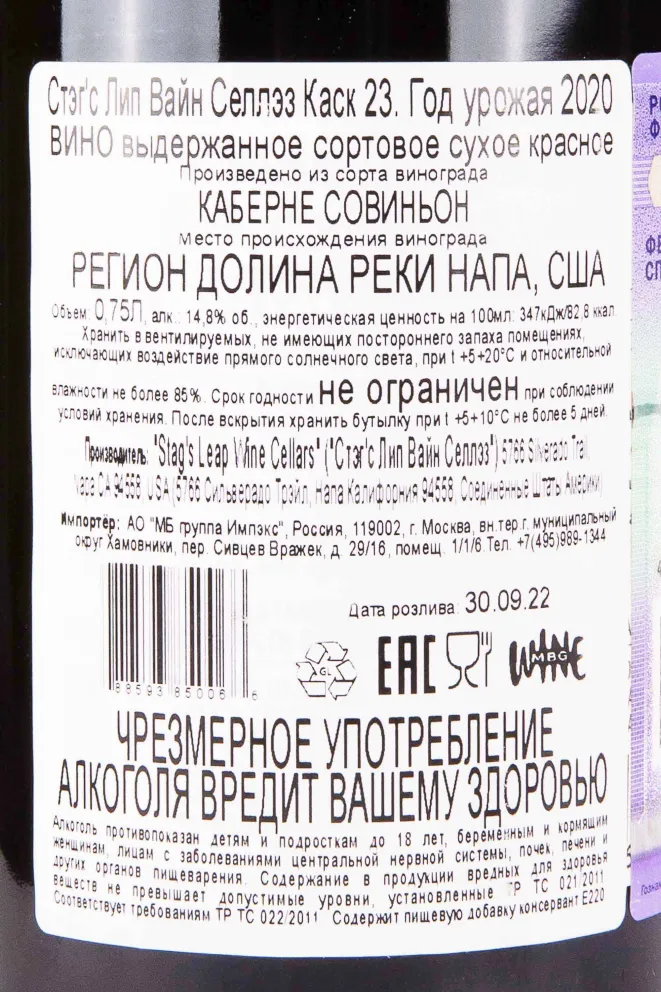 Стэг'с Лип Вайн Селлэз Каск 23. Год урожая 2020
ВИНО выдержанное сортовое сухое красное
Произведено из сорта винограда
КАБЕРНЕ СОВИНЬОН
Место происхождения винограда
РЕГИОН ДОЛИНА РЕКИ НАПА, США
Объем: 0,75Л, алк.: 14,8% об., энергетическая ценность на 100мл: 347кДж/82,8 ккал.
Хранить в вентилируемых, не имеющих постороннего запаха помещениях,
исключающих воздействие прямого солнечного света, при t +5+20°С и относительной
влажности не более 85%. Срок годности не ограничен при соблюдении
условий хранения. После вскрытия хранить бутылку при t +5+10°С не более 5 дней.
Производитель: "Stag's Leap Wine Cellars" ("Стэг'с Лип Вайн Селлэз") 5766 Silverado Trail,
Napa CA 94558, USA (5766 Сильверадо Трэйл, Напа Калифорния 94558, Соединённые Штаты Америки)
Импортёр: АО "МБ группа Импэкс", Россия, 119002, г. Москва, вн.тер.г. муниципальный
округ Хамовники, пер. Сивцев Вражек, д. 29/16, помещ. 1/1/6. Тел. +7(495)989-1344
Дата розлива: 30.09.22
88593 85006 6
GL
EAC
WINE
MBG
ЧРЕЗМЕРНОЕ УПОТРЕБЛЕНИЕ
АЛКОГОЛЯ ВРЕДИТ ВАШЕМУ ЗДОРОВЬЮ
Алкоголь противопоказан детям и подросткам до 18 лет, беременным и кормящим
женщинам, лицам с заболеваниями центральной нервной системы, почек, печени и
других органов пищеварения. Содержание в продукции вредных для здоровья
веществ не превышает допустимые уровни, установленные ТР ТС 021/2011
Соответствует требованиям ТР ТС 022/2011. Содержит пищевую добавку консервант Е220